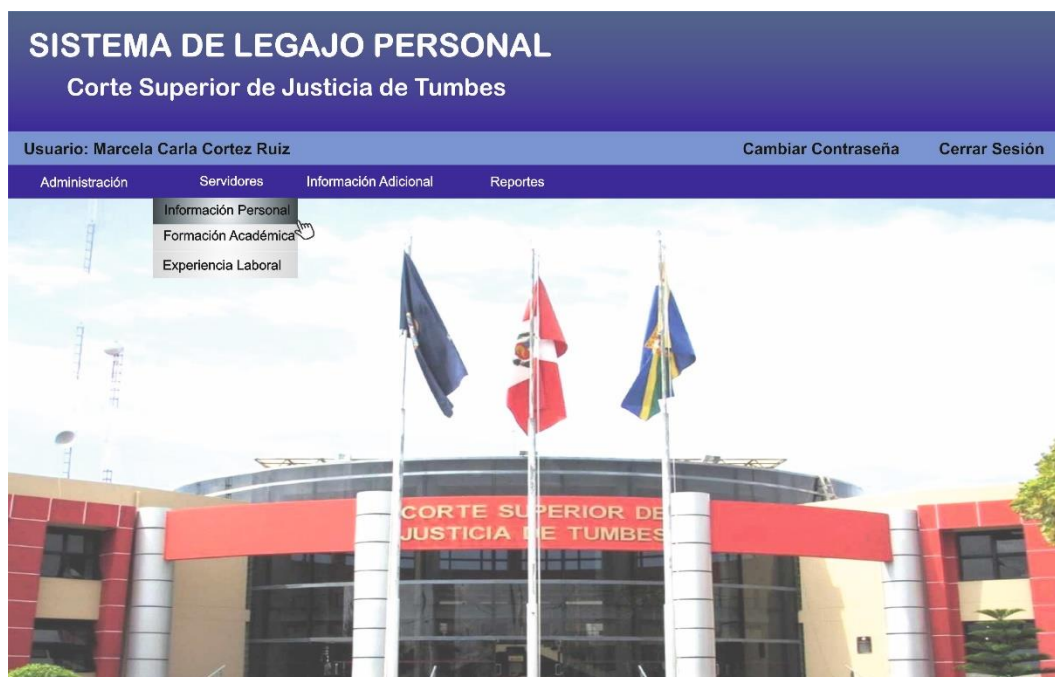 SISTEMA DE LEGAJO PERSONAL
Corte Superior de Justicia de Tumbes
Usuario: Marcela Carla Cortez Ruiz Cambiar Contraseña Cerrar Sesión
Administración Servidores Información Adicional Reportes
Información Personal
Formación Académica
Experiencia Laboral
CORTE SUPERIOR DE
JUSTICIA DE TUMBES